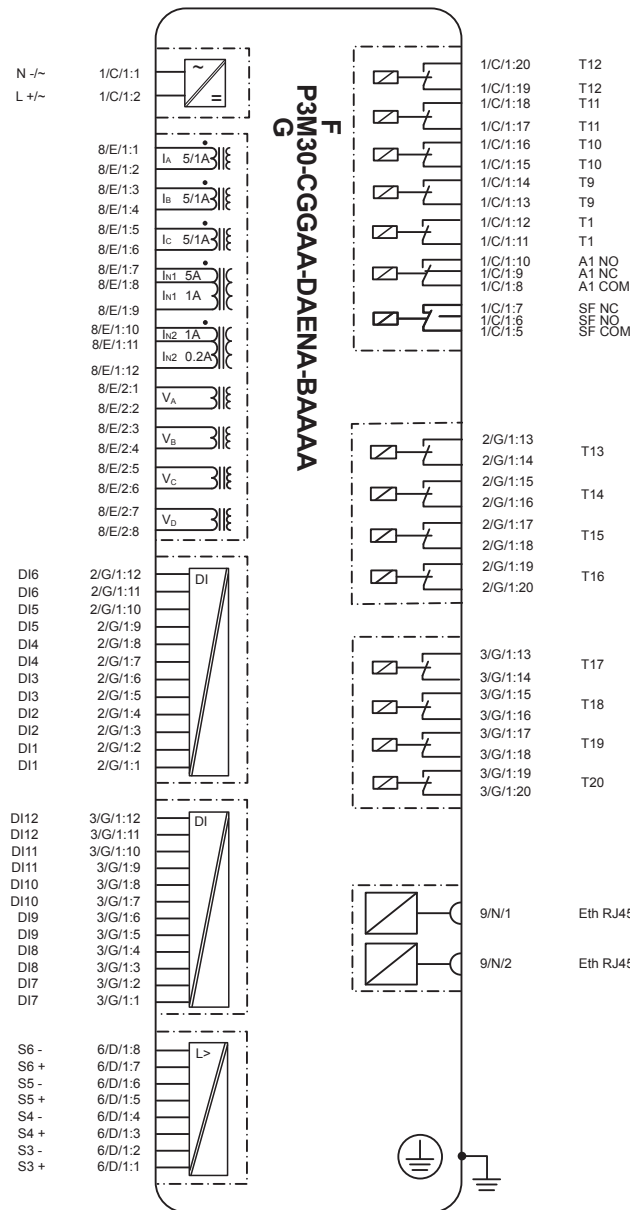 N -/~ 1/C/1:1
L +/~ 1/C/1:2
~
=
8/E/1:1
8/E/1:2
IA 5/1A
8/E/1:3
8/E/1:4
IB 5/1A
8/E/1:5
8/E/1:6
IC 5/1A
8/E/1:7
8/E/1:8
8/E/1:9
IN1 5A
IN1 1A
8/E/1:10
8/E/1:11
8/E/1:12
IN2 1A
IN2 0.2A
8/E/2:1
8/E/2:2
VA
8/E/2:3
8/E/2:4
VB
8/E/2:5
8/E/2:6
VC
8/E/2:7
8/E/2:8
VD
DI6 2/G/1:12
DI6 2/G/1:11
DI5 2/G/1:10
DI5 2/G/1:9
DI4 2/G/1:8
DI4 2/G/1:7
DI3 2/G/1:6
DI3 2/G/1:5
DI2 2/G/1:4
DI2 2/G/1:3
DI1 2/G/1:2
DI1 2/G/1:1
DI
DI12 3/G/1:12
DI12 3/G/1:11
DI11 3/G/1:10
DI11 3/G/1:9
DI10 3/G/1:8
DI10 3/G/1:7
DI9 3/G/1:6
DI9 3/G/1:5
DI8 3/G/1:4
DI8 3/G/1:3
DI7 3/G/1:2
DI7 3/G/1:1
DI
S6 - 6/D/1:8
S6 + 6/D/1:7
S5 - 6/D/1:6
S5 + 6/D/1:5
S4 - 6/D/1:4
S4 + 6/D/1:3
S3 - 6/D/1:2
S3 + 6/D/1:1
L>
F
P3M30-CGGAA-DAENA-BAAAA
G
1/C/1:20 T12
1/C/1:19 T12
1/C/1:18 T11
1/C/1:17 T11
1/C/1:16 T10
1/C/1:15 T10
1/C/1:14 T9
1/C/1:13 T9
1/C/1:12 T1
1/C/1:11 T1
1/C/1:10 A1 NO
1/C/1:9 A1 NC
1/C/1:8 A1 COM
1/C/1:7 SF NC
1/C/1:6 SF NO
1/C/1:5 SF COM
2/G/1:13
2/G/1:14
T13
2/G/1:15
2/G/1:16
T14
2/G/1:17
2/G/1:18
T15
2/G/1:19
2/G/1:20
T16
3/G/1:13
3/G/1:14
T17
3/G/1:15
3/G/1:16
T18
3/G/1:17
3/G/1:18
T19
3/G/1:19
3/G/1:20
T20
9/N/1 Eth RJ45
9/N/2 Eth RJ45